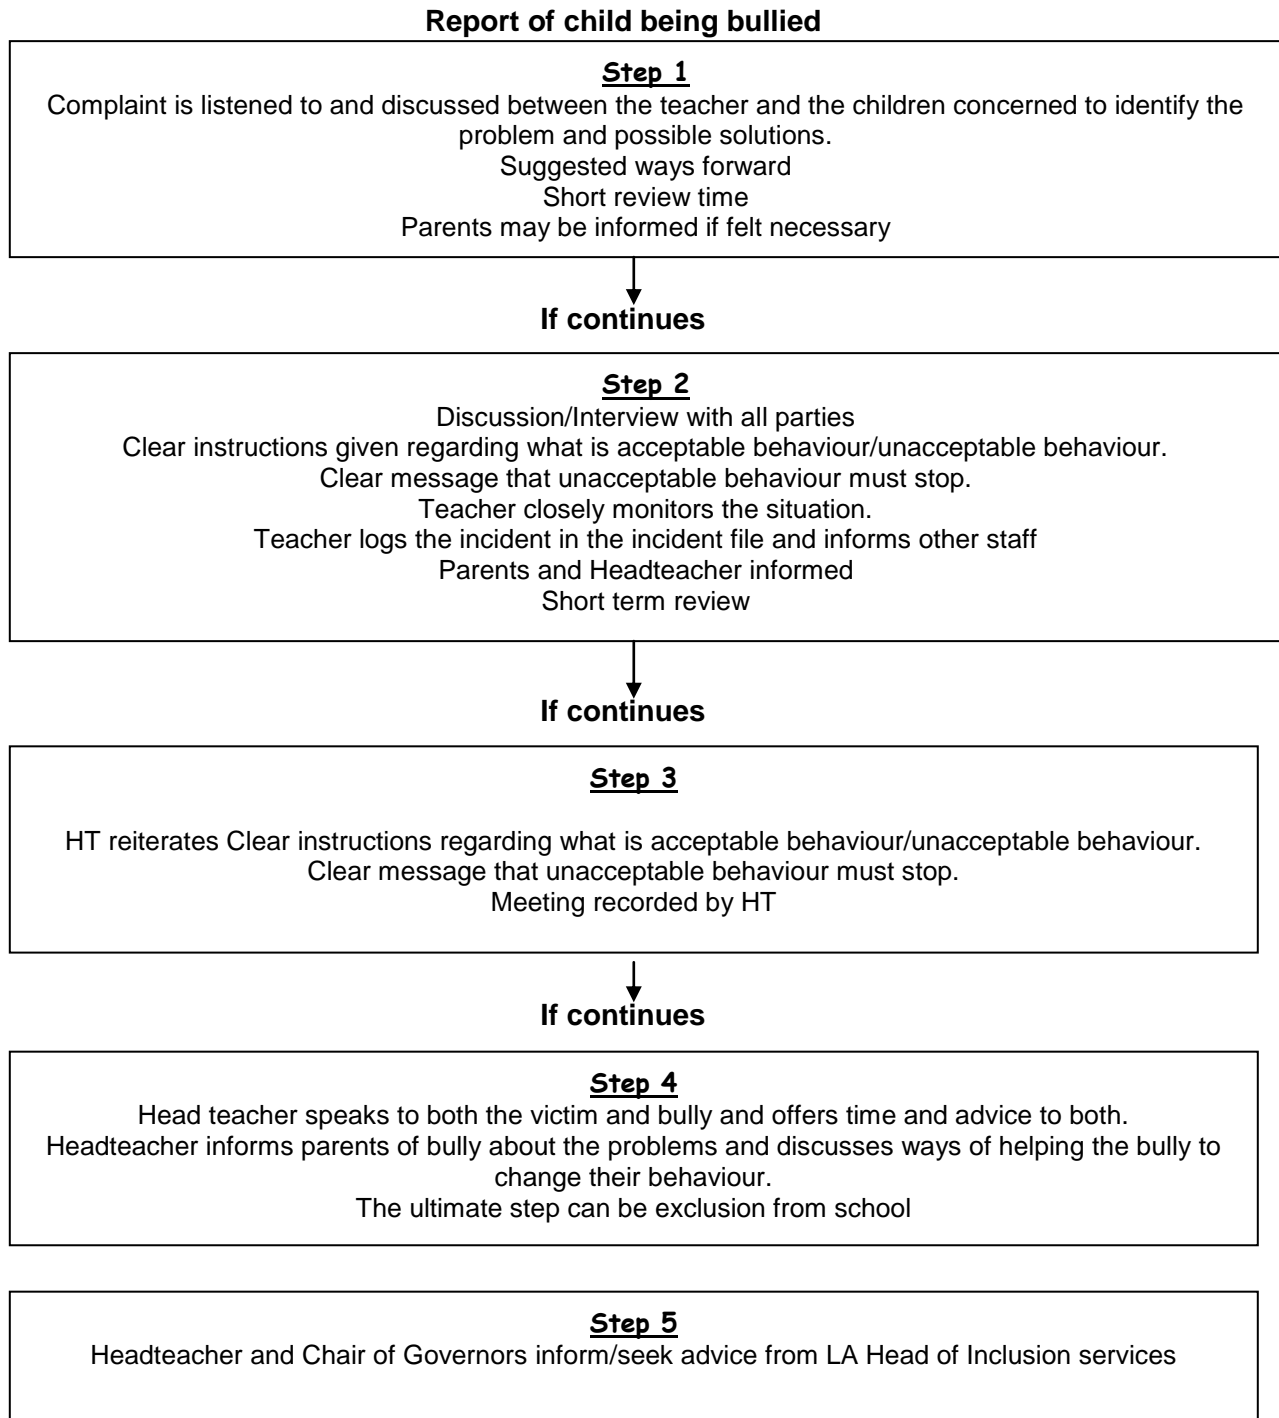 Report of child being bullied
Step 1
Complaint is listened to and discussed between the teacher and the children concerned to identify the
problem and possible solutions.
Suggested ways forward
Short review time
Parents may be informed if felt necessary
If continues
Step 2
Discussion/Interview with all parties
Clear instructions given regarding what is acceptable behaviour/unacceptable behaviour.
Clear message that unacceptable behaviour must stop.
Teacher closely monitors the situation.
Teacher logs the incident in the incident file and informs other staff
Parents and Headteacher informed
Short term review
If continues
Step 3
HT reiterates Clear instructions regarding what is acceptable behaviour/unacceptable behaviour.
Clear message that unacceptable behaviour must stop.
Meeting recorded by HT
If continues
Step 4
Head teacher speaks to both the victim and bully and offers time and advice to both.
Headteacher informs parents of bully about the problems and discusses ways of helping the bully to
change their behaviour.
The ultimate step can be exclusion from school
Step 5
Headteacher and Chair of Governors inform/seek advice from LA Head of Inclusion services